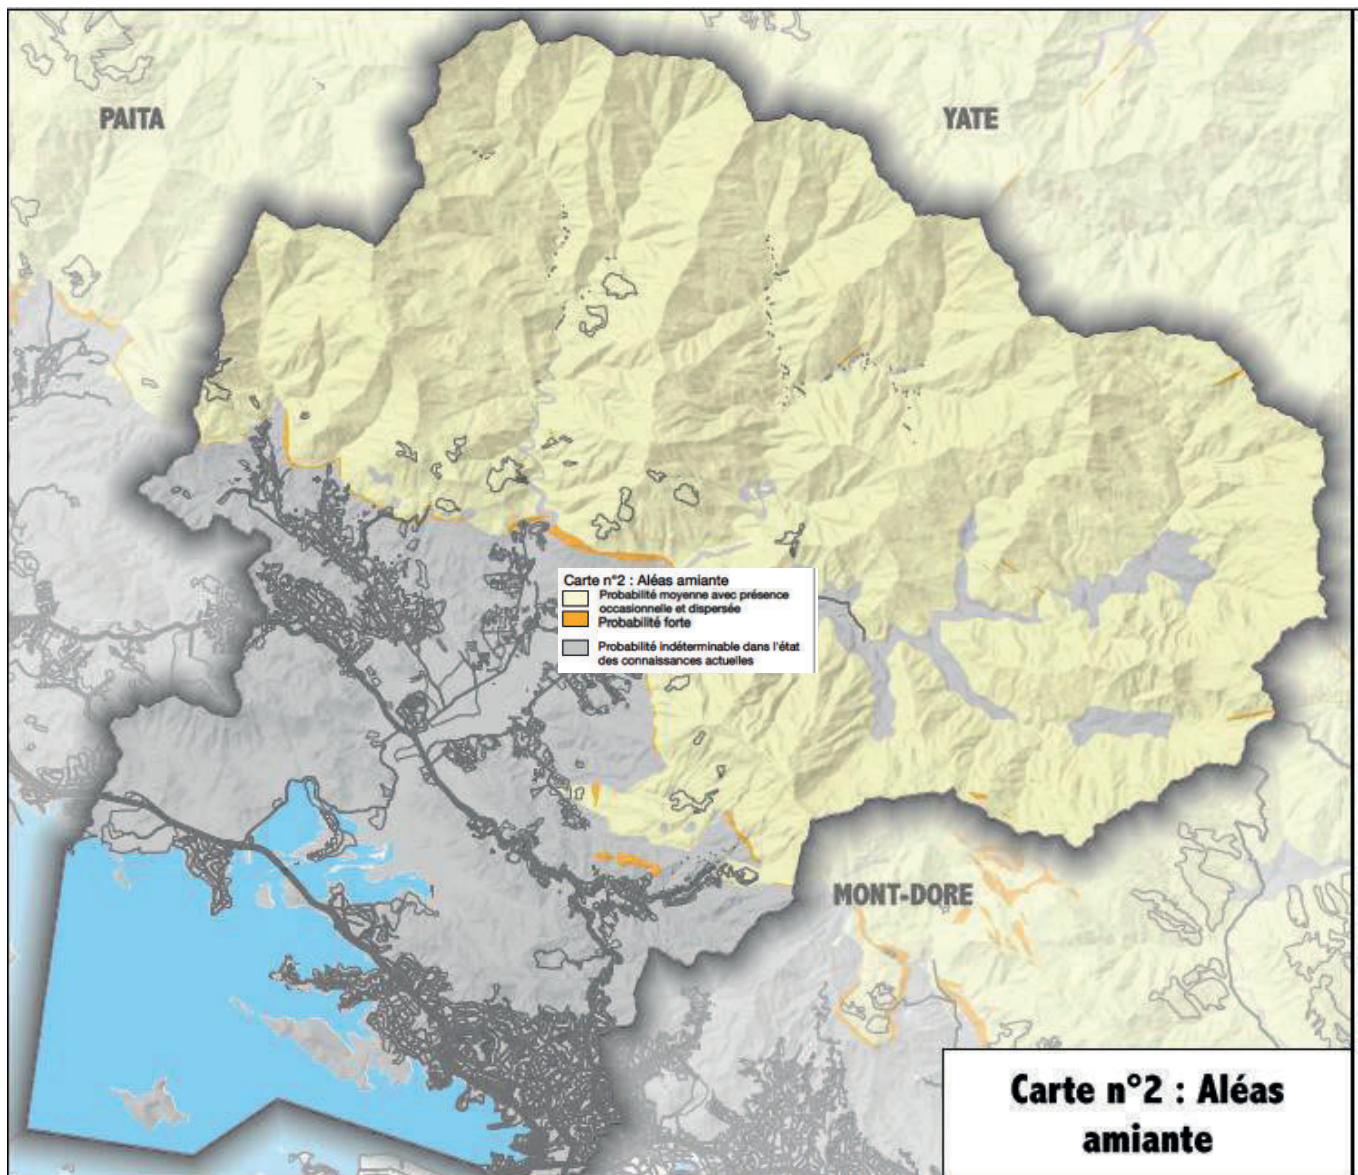 PAITA
YATE
Carte n°2 : Aléas amiante
Probabilité moyenne avec présence
occasionnelle et dispersée
Probabilité forte
Probabilité indéterminable dans l'état
des connaissances actuelles
MONT-DORE
Carte n°2 : Aléas
amiante